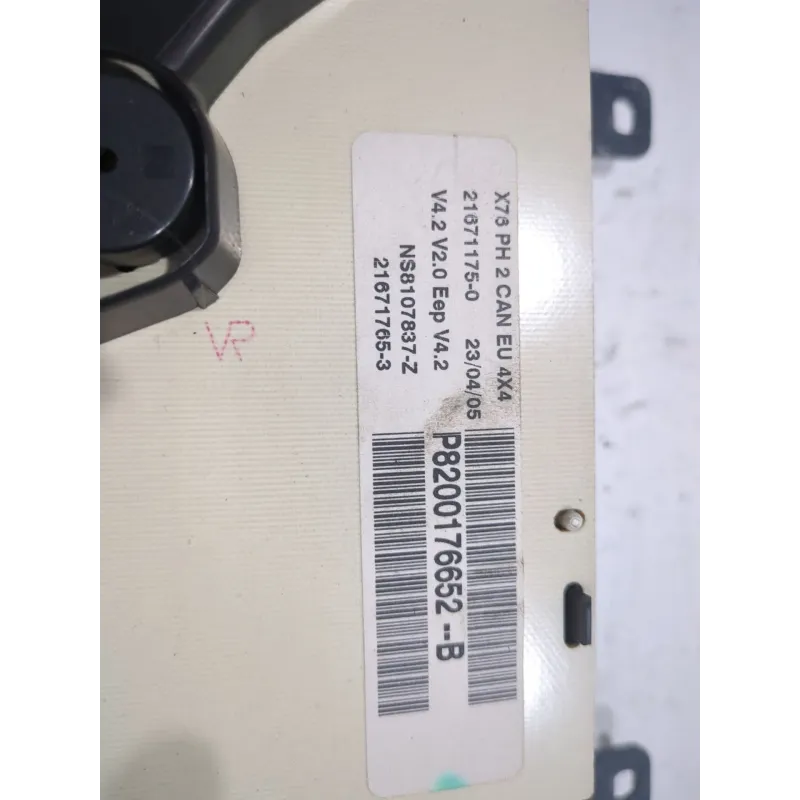 X76 PH 2 CAN EU 4X4
21671175-0 23/04/05
V4.2 V2.0 Eep V4.2
NS8107837-Z
21671765-3
P8200176652--B
VR